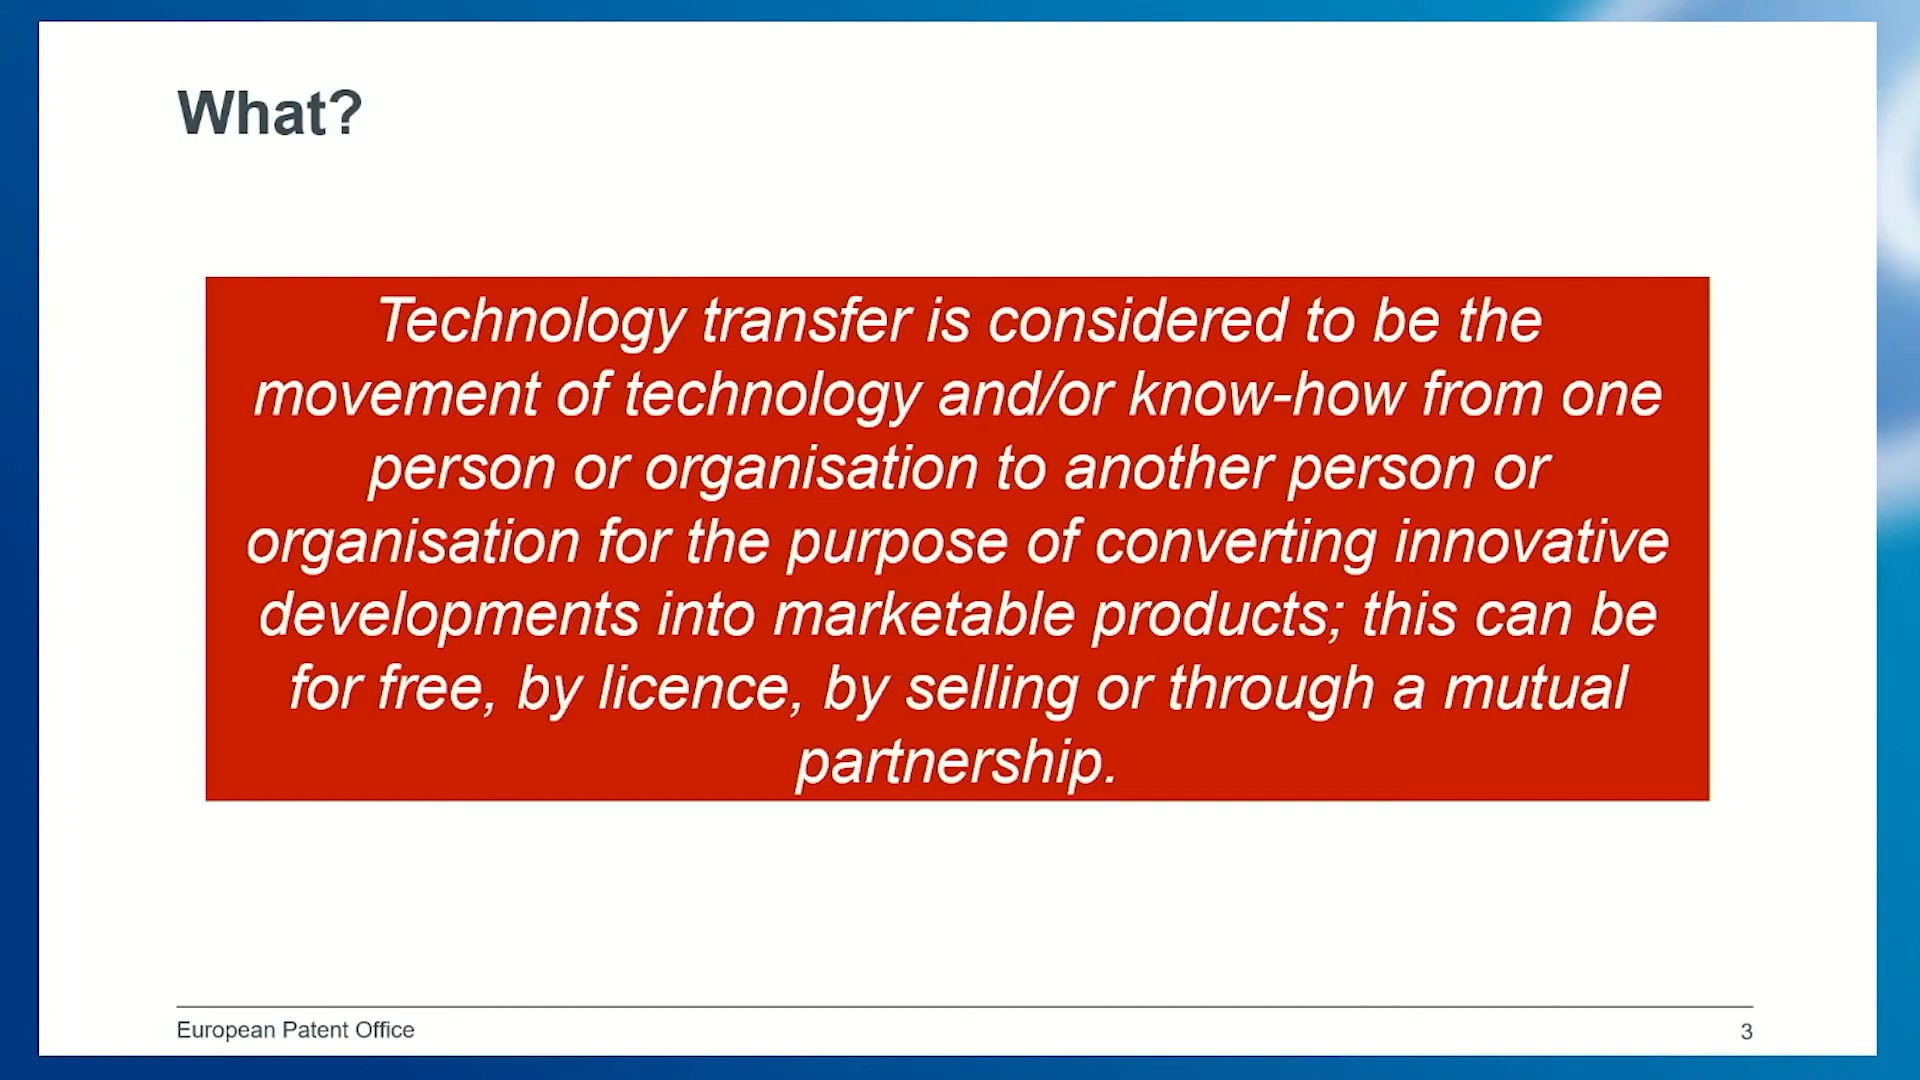 What?
Technology transfer is considered to be the
movement of technology and/or know-how from one
person or organisation to another person or
organisation for the purpose of converting innovative
developments into marketable products; this can be
for free, by licence, by selling or through a mutual
partnership.
European Patent Office
3